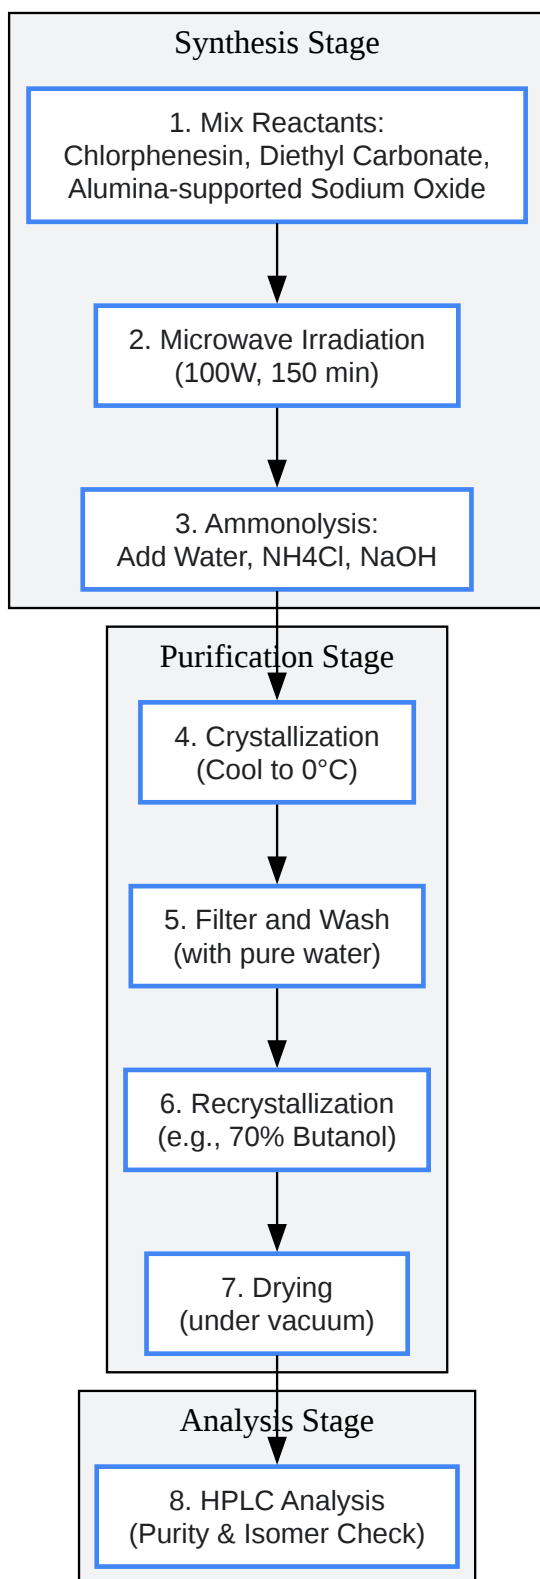 Synthesis Stage
1. Mix Reactants:
Chlorphenesin, Diethyl Carbonate,
Alumina-supported Sodium Oxide
2. Microwave Irradiation
(100W, 150 min)
3. Ammonolysis:
Add Water, NH4Cl, NaOH
Purification Stage
4. Crystallization
(Cool to 0°C)
5. Filter and Wash
(with pure water)
6. Recrystallization
(e.g., 70% Butanol)
7. Drying
(under vacuum)
Analysis Stage
8. HPLC Analysis
(Purity & Isomer Check)